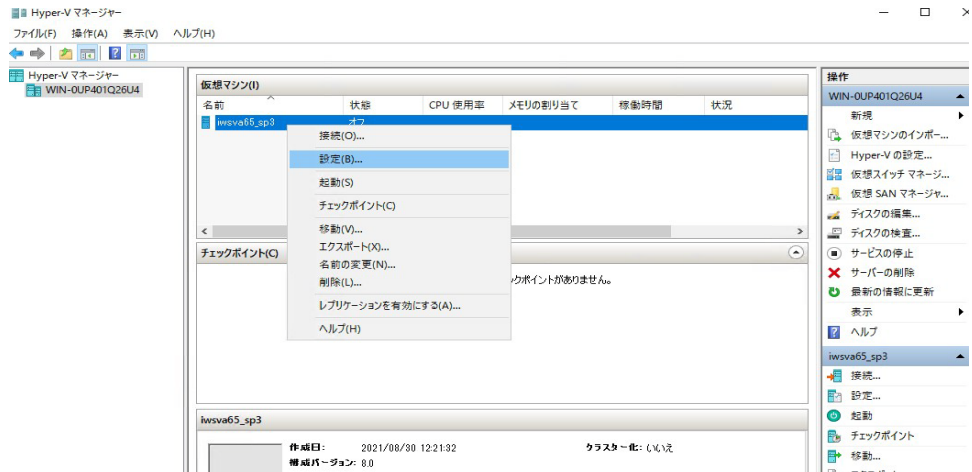 Hyper-V マネージャー
ファイル(F) 操作(A) 表示(V) ヘルプ(H)
Hyper-V マネージャー
WIN-0UP401Q26U4
仮想マシン(I)
名前 状態 CPU 使用率 メモリの割り当て 稼働時間 状況
iwsva65_sp3 オフ
接続(O)...
設定(B)...
起動(S)
チェックポイント(C)
移動(V)...
エクスポート(X)...
名前の変更(N)...
削除(L)...
レプリケーションを有効にする(A)...
ヘルプ(H)
チェックポイント(C)
ックポイントがありません。
iwsva65_sp3
作成日: 2021/08/30 12:21:32 クラスター化: いいえ
構成バージョン: 8.0
操作
WIN-0UP401Q26U4
新規
仮想マシンのインポー...
Hyper-V の設定...
仮想スイッチ マネージ...
仮想 SAN マネージャ...
ディスクの編集...
ディスクの検査...
サービスの停止
サーバーの削除
最新の情報に更新
表示
ヘルプ
iwsva65_sp3
接続...
設定...
起動
チェックポイント
移動...